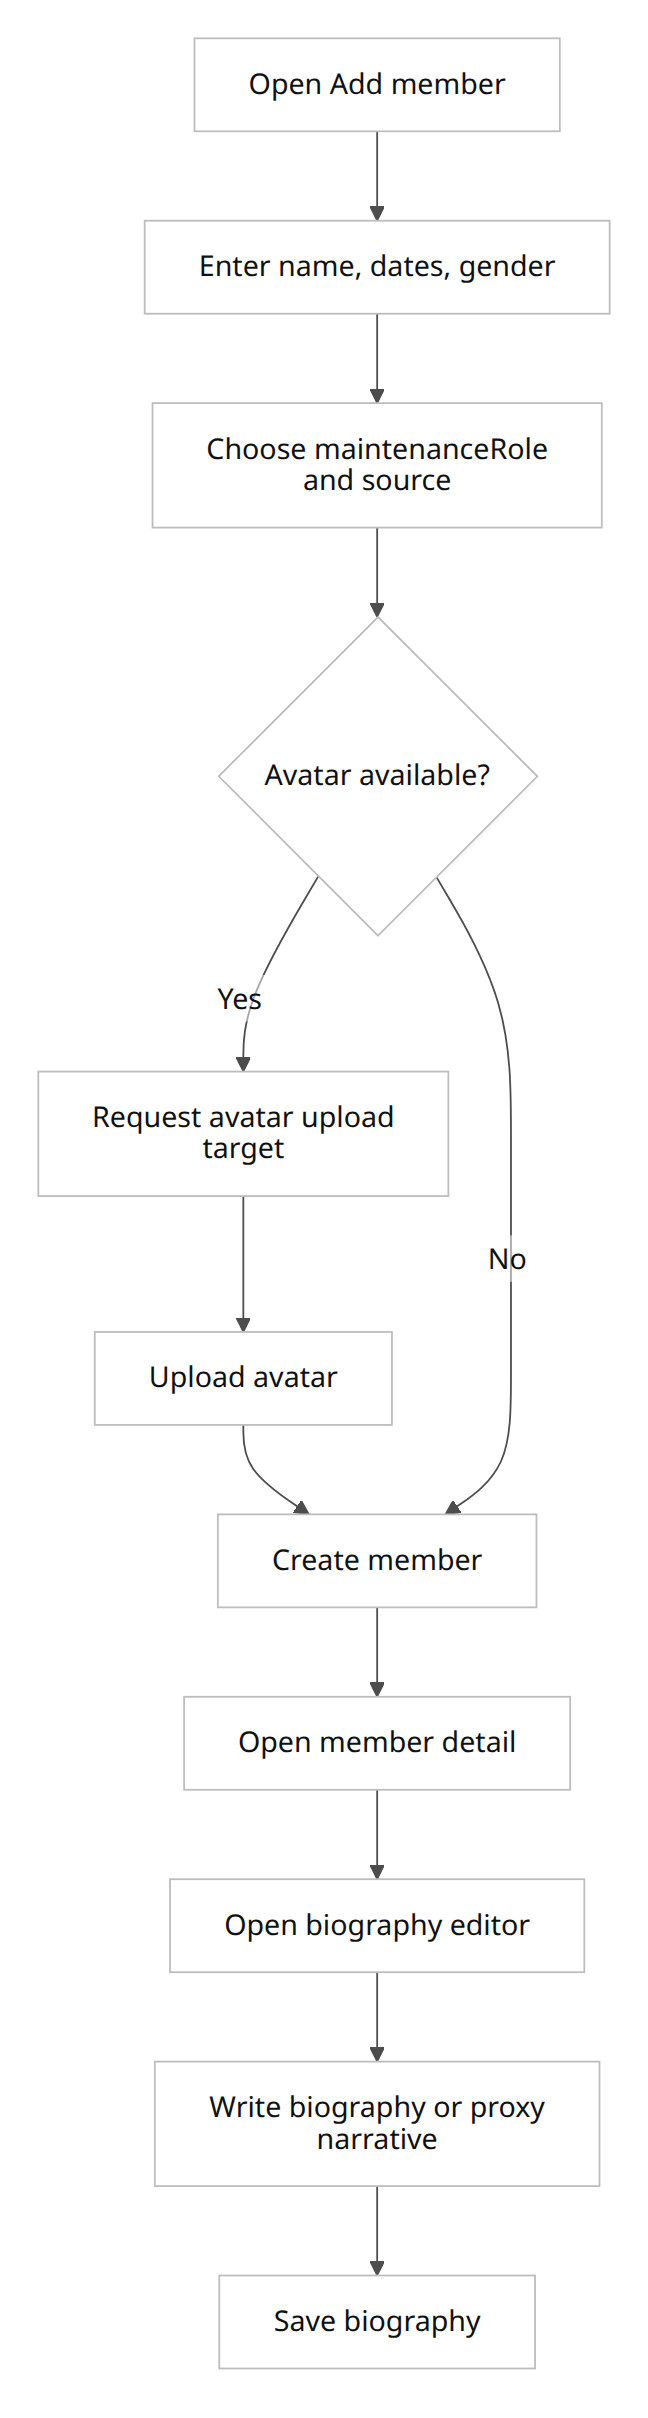 Open Add member
Enter name, dates, gender
Choose maintenanceRole
and source
Avatar available?
Yes
Request avatar upload
target
No
Upload avatar
Create member
Open member detail
Open biography editor
Write biography or proxy
narrative
Save biography